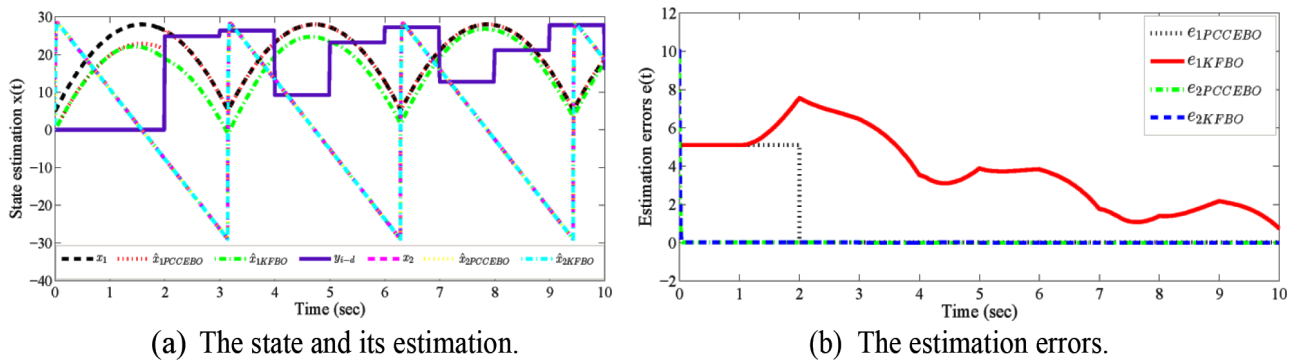 State estimation x(t)
40
30
20
10
0
−10
−20
−30
−40
x₁ x̂₁PCCEBO x̂₁KFBO yᵢ₋d x₂ x̂₂PCCEBO x̂₂KFBO
0 1 2 3 4 5 6 7 8 9 10
Time (sec)
(a) The state and its estimation.
Estimation errors e(t)
12
10
8
6
4
2
0
−2
e₁PCCEBO
e₁KFBO
e₂PCCEBO
e₂KFBO
0 1 2 3 4 5 6 7 8 9 10
Time (sec)
(b) The estimation errors.